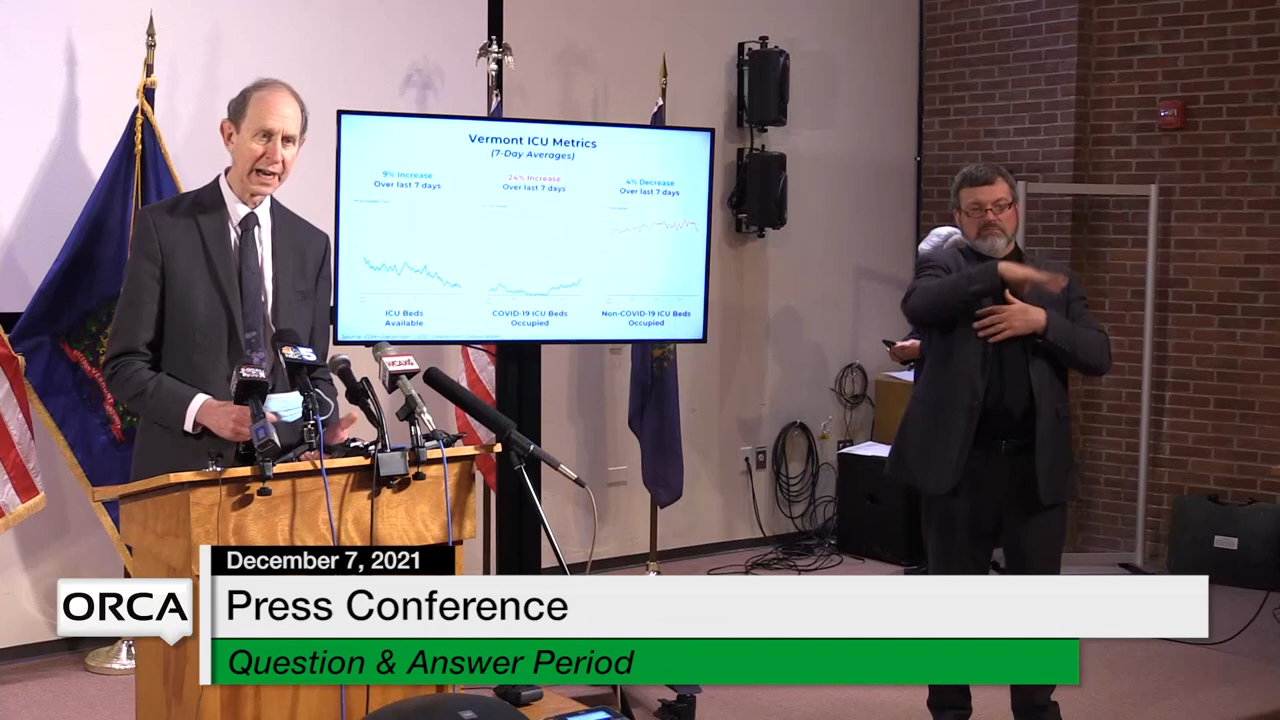 Vermont ICU Metrics
(7-Day Averages)
9% Increase
Over last 7 days
24% Increase
Over last 7 days
4% Decrease
Over last 7 days
ICU Beds
Available
COVID-19 ICU Beds
Occupied
Non-COVID-19 ICU Beds
Occupied
WCAX
December 7, 2021
ORCA
Press Conference
Question & Answer Period